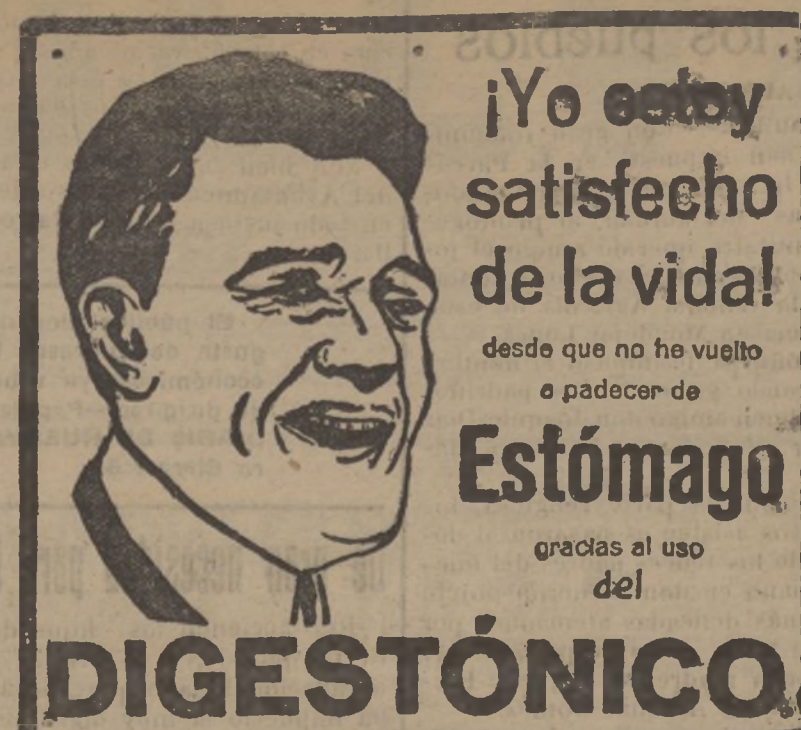 ¡Yo estoy
satisfecho
de la vida!
desde que no he vuelto
a padecer de
Estómago
gracias al uso
del
DIGESTÓNICO